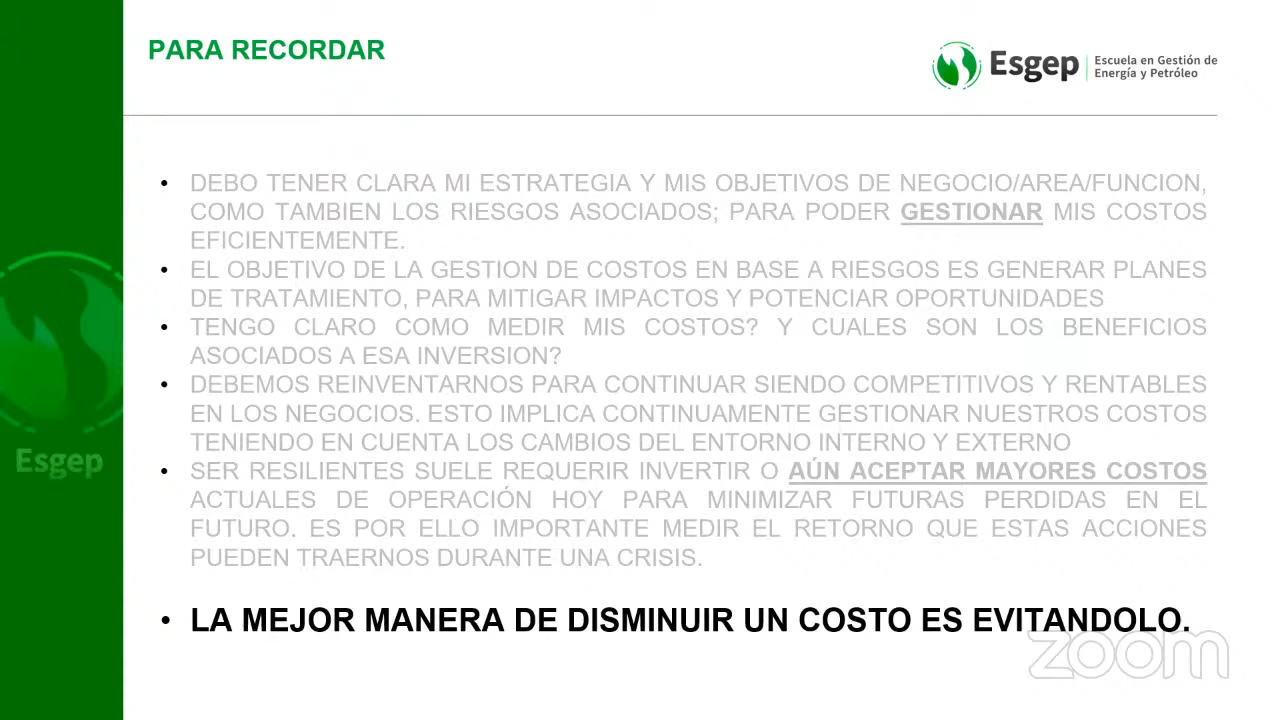 PARA RECORDAR
Esgep
Escuela en Gestión de
Energía y Petróleo
• DEBO TENER CLARA MI ESTRATEGIA Y MIS OBJETIVOS DE NEGOCIO/AREA/FUNCION,
COMO TAMBIEN LOS RIESGOS ASOCIADOS; PARA PODER GESTIONAR MIS COSTOS
EFICIENTEMENTE.
• EL OBJETIVO DE LA GESTION DE COSTOS EN BASE A RIESGOS ES GENERAR PLANES
DE TRATAMIENTO, PARA MITIGAR IMPACTOS Y POTENCIAR OPORTUNIDADES
• TENGO CLARO COMO MEDIR MIS COSTOS? Y CUALES SON LOS BENEFICIOS
ASOCIADOS A ESA INVERSION?
• DEBEMOS REINVENTARNOS PARA CONTINUAR SIENDO COMPETITIVOS Y RENTABLES
EN LOS NEGOCIOS. ESTO IMPLICA CONTINUAMENTE GESTIONAR NUESTROS COSTOS
TENIENDO EN CUENTA LOS CAMBIOS DEL ENTORNO INTERNO Y EXTERNO
• SER RESILIENTES SUELE REQUERIR INVERTIR O AÚN ACEPTAR MAYORES COSTOS
ACTUALES DE OPERACIÓN HOY PARA MINIMIZAR FUTURAS PERDIDAS EN EL
FUTURO. ES POR ELLO IMPORTANTE MEDIR EL RETORNO QUE ESTAS ACCIONES
PUEDEN TRAERNOS DURANTE UNA CRISIS.
• LA MEJOR MANERA DE DISMINUIR UN COSTO ES EVITANDOLO.
Esgep
zoom